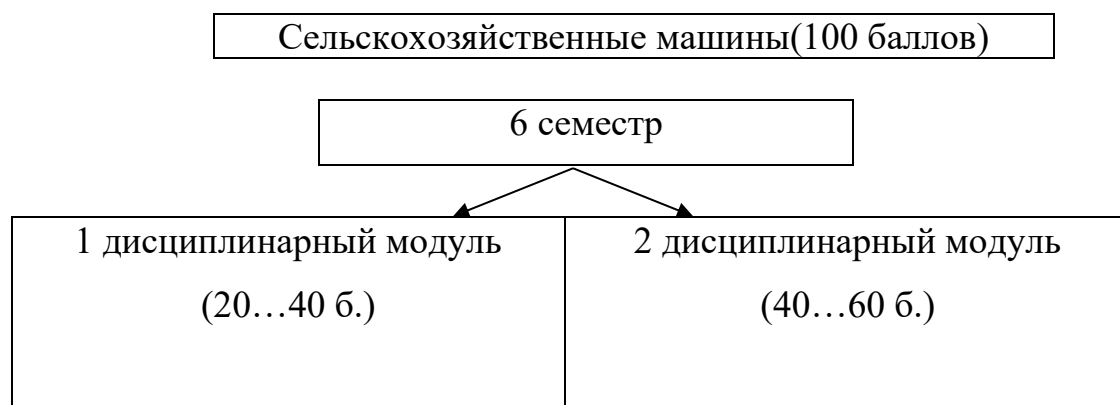 Сельскохозяйственные машины(100 баллов)
6 семестр
1 дисциплинарный модуль
(20…40 б.)
2 дисциплинарный модуль
(40…60 б.)